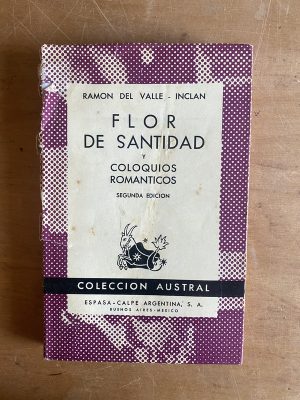 RAMON DEL VALLE - INCLAN
FLOR
DE SANTIDAD
Y
COLOQUIOS
ROMANTICOS
SEGUNDA EDICION
COLECCION AUSTRAL
ESPASA-CALPE ARGENTINA, S. A.
BUENOS AIRES-MEXICO